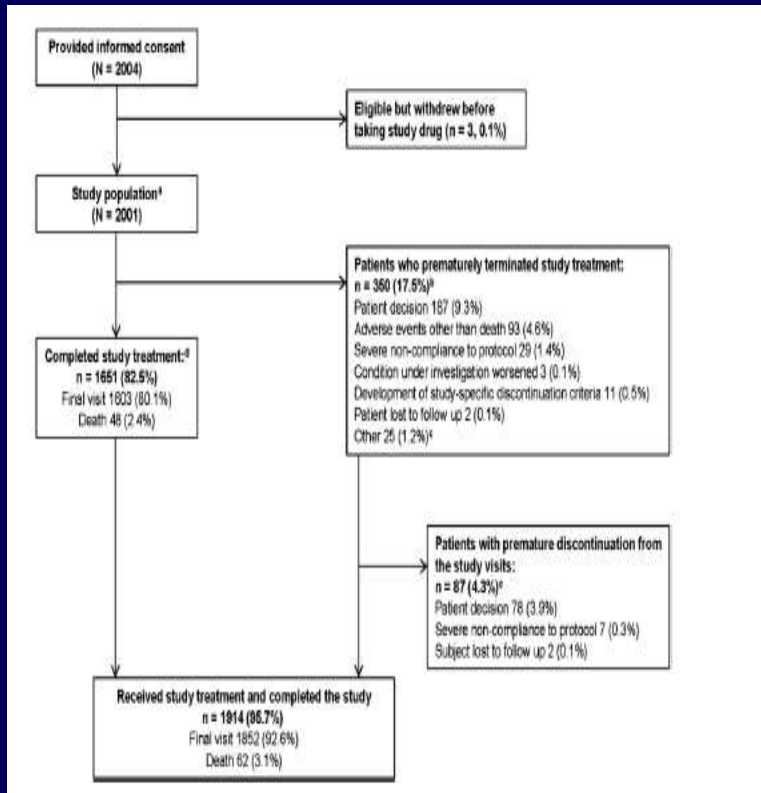 Provided informed consent
(N = 2004)
Eligible but withdrew before
taking study drug (n = 3, 0.1%)
Study populationᵃ
(N = 2001)
Patients who prematurely terminated study treatment:
n = 350 (17.5%)ᵇ
Patient decision 187 (9.3%)
Adverse events other than death 93 (4.6%)
Severe non-compliance to protocol 29 (1.4%)
Condition under investigation worsened 3 (0.1%)
Development of study-specific discontinuation criteria 11 (0.5%)
Patient lost to follow up 2 (0.1%)
Other 25 (1.2%)ᶜ
Completed study treatment:ᵈ
n = 1651 (82.5%)
Final visit 1603 (80.1%)
Death 48 (2.4%)
Patients with premature discontinuation from
the study visits:
n = 87 (4.3%)ᵉ
Patient decision 78 (3.9%)
Severe non-compliance to protocol 7 (0.3%)
Subject lost to follow up 2 (0.1%)
Received study treatment and completed the study
n = 1914 (95.7%)
Final visit 1852 (92.6%)
Death 62 (3.1%)